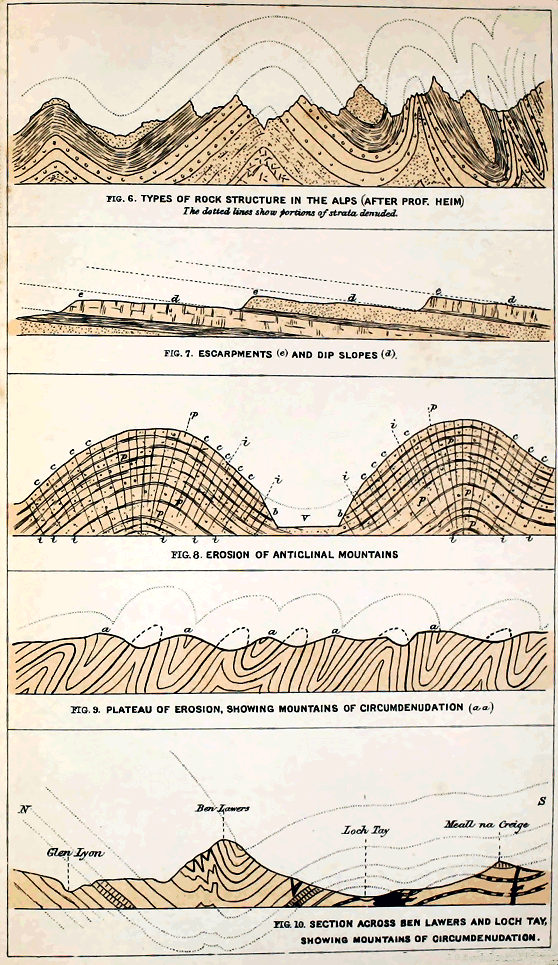 FIG. 6. TYPES OF ROCK STRUCTURE IN THE ALPS (AFTER PROF. HEIM)
The dotted lines show portions of strata denuded.
e d e d e d
FIG. 7. ESCARPMENTS (e) AND DIP SLOPES (d).
p p
c c c c c c c i i c c c c
p p
i i
p p
b V b
p p
i i i i i i i i i
FIG. 8. EROSION OF ANTICLINAL MOUNTAINS
a a a a a
FIG. 9. PLATEAU OF EROSION, SHOWING MOUNTAINS OF CIRCUMDENUDATION (a a)
N S
Ben Lawers
Meall na Creige
Loch Tay
Glen Lyon
FIG. 10. SECTION ACROSS BEN LAWERS AND LOCH TAY,
SHOWING MOUNTAINS OF CIRCUMDENUDATION.